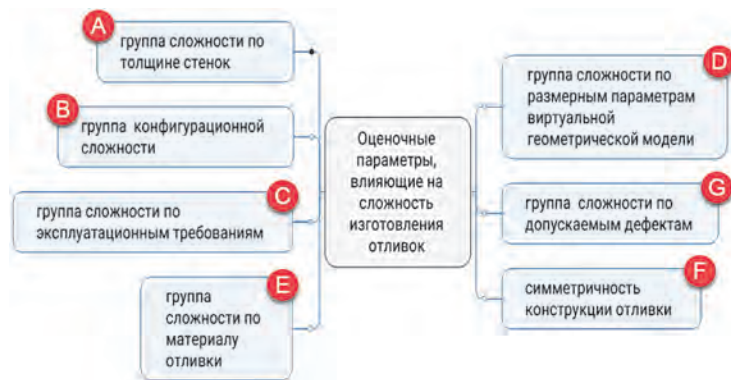 A
группа сложности по
толщине стенок
B
группа конфигурационной
сложности
C
группа сложности по
эксплуатационным требованиям
E
группа
сложности по
материалу
отливки
Оценочные
параметры,
влияющие на
сложность
изготовления
отливок
D
группа сложности по
размерным параметрам
виртуальной
геометрической модели
G
группа сложности по
допускаемым дефектам
F
симметричность
конструкции отливки